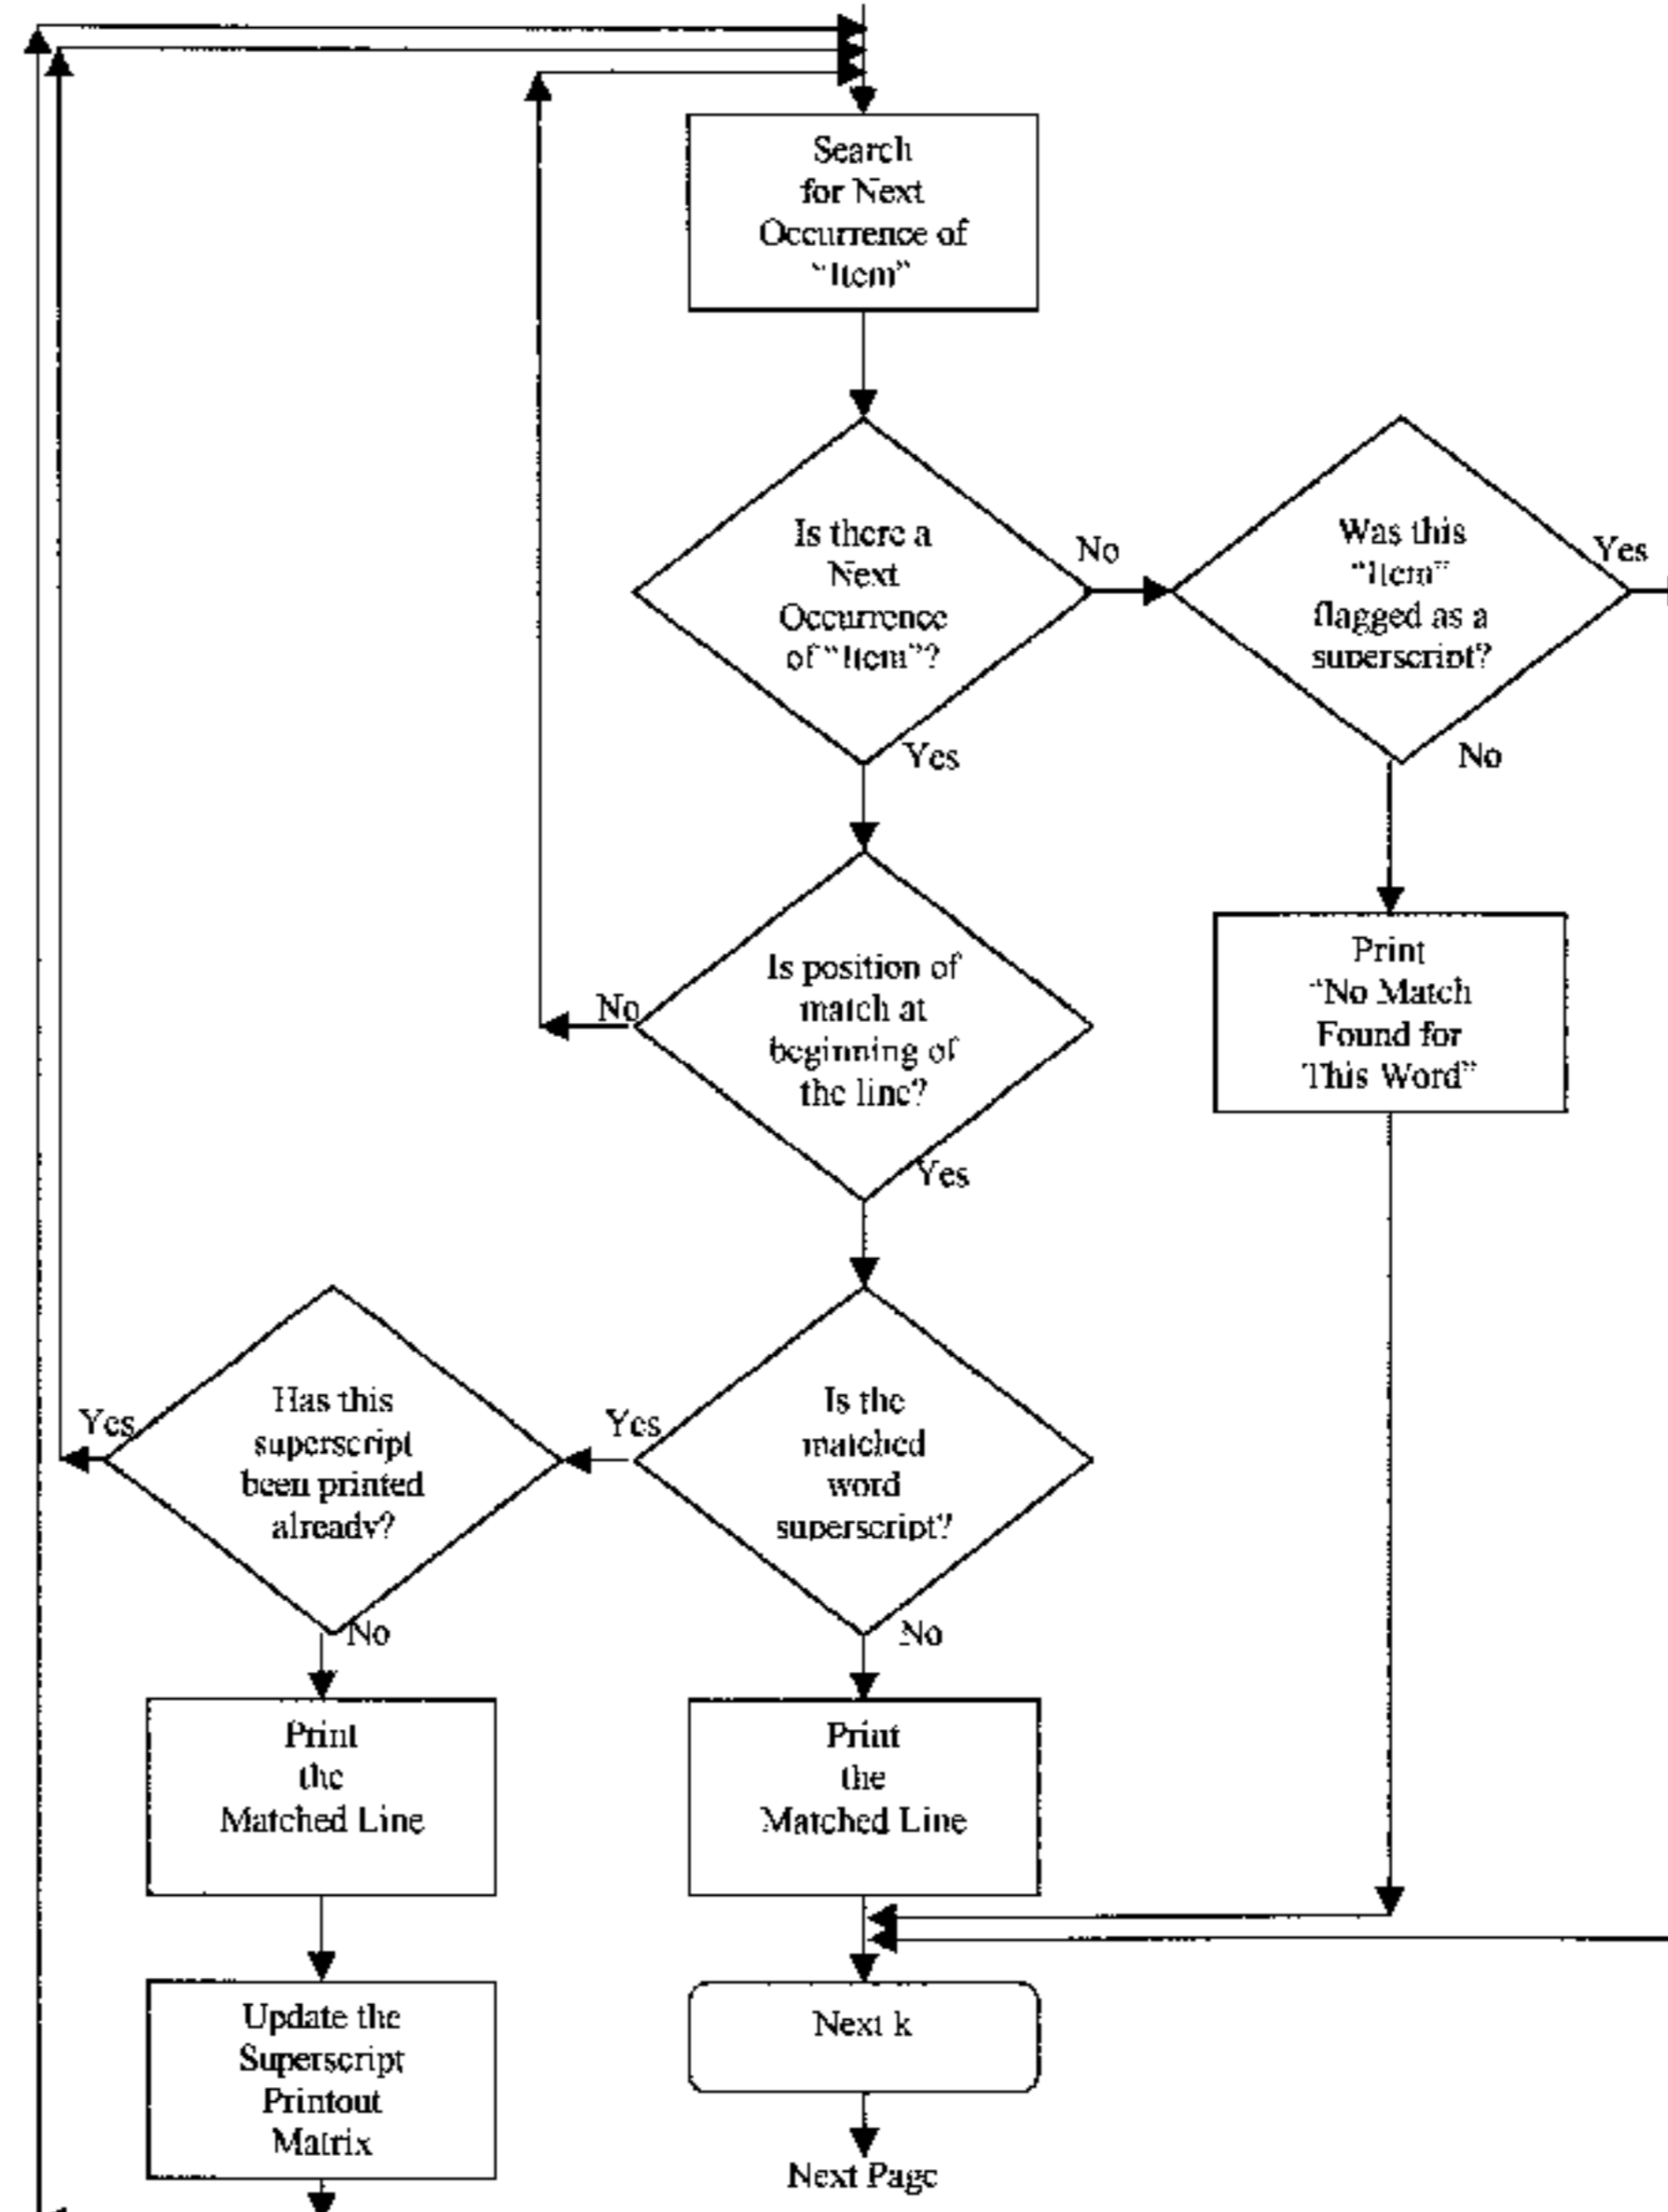 Search
for Next
Occurrence of
“Item”
Is there a
Next
Occurrence
of “Item”?
No
Yes
Was this
“Item”
flagged as a
superscript?
Yes
No
Is position of
match at
beginning of
the line?
No
Yes
Print
“No Match
Found for
This Word”
Is the
matched
word
superscript?
Yes
No
Has this
superscript
been printed
already?
Yes
No
Print
the
Matched Line
Print
the
Matched Line
Update the
Superscript
Printout
Matrix
Next k
Next Page